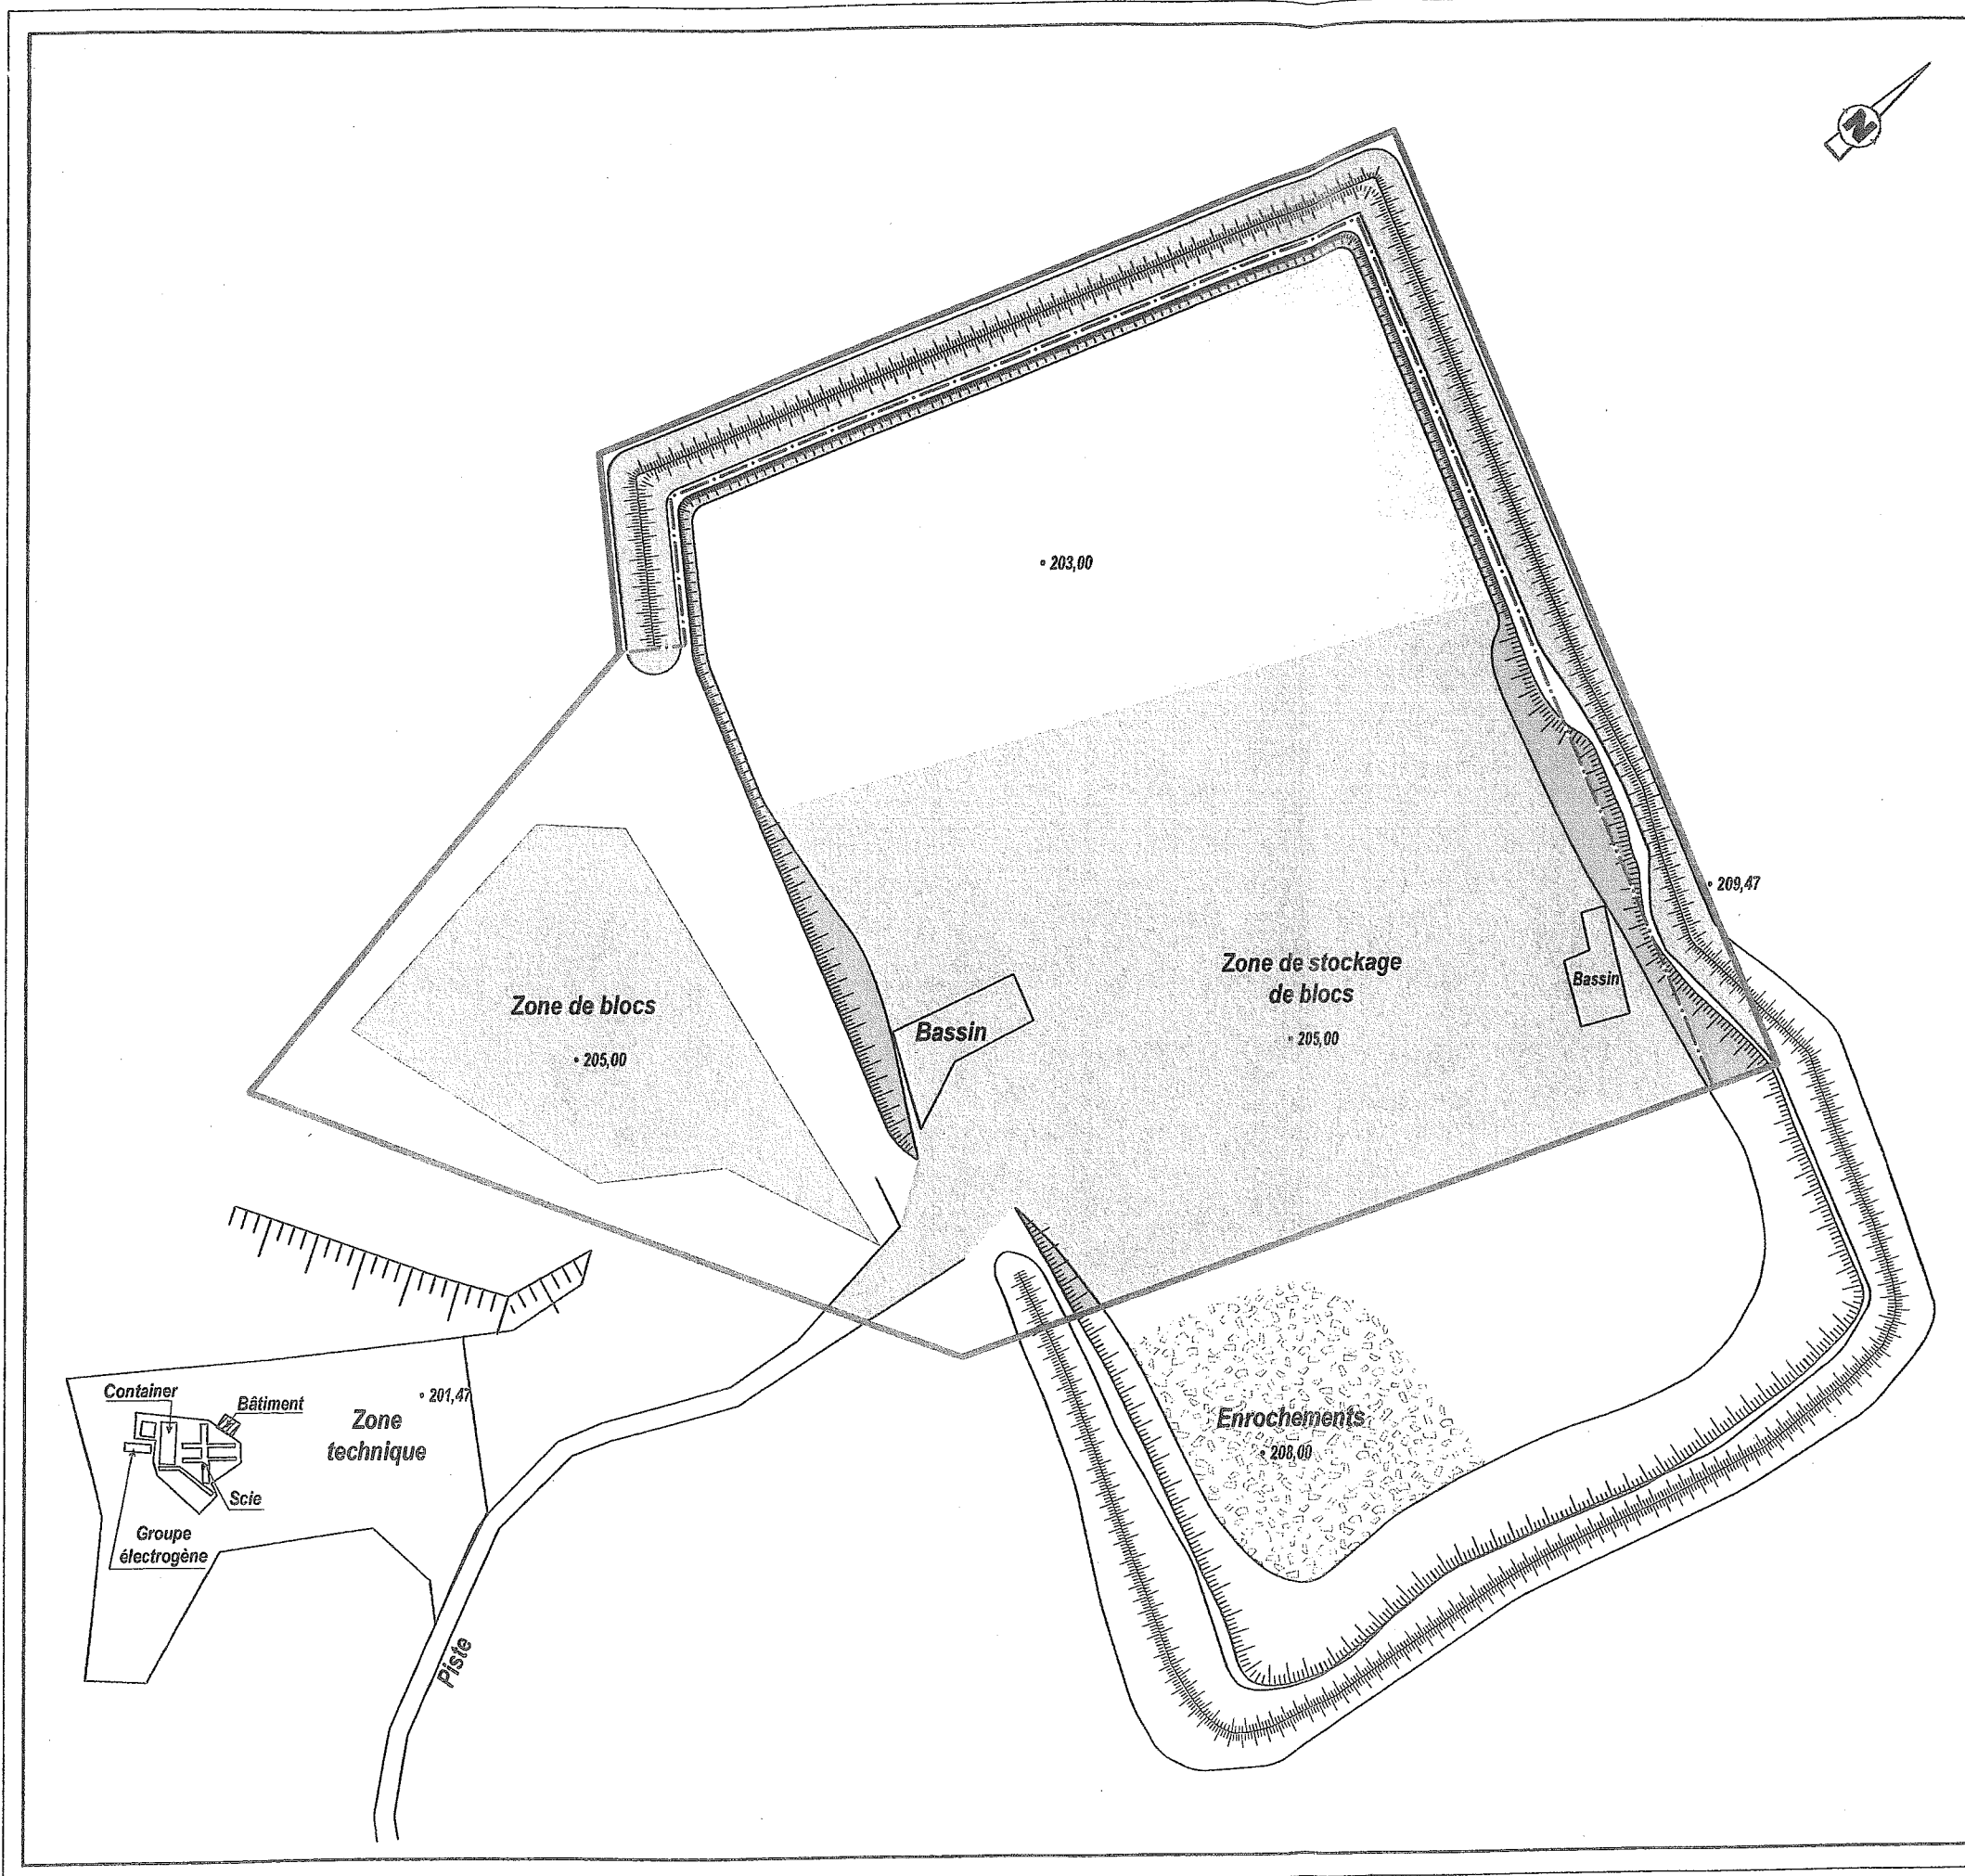 N
203,00
209,47
Zone de stockage
de blocs
205,00
Bassin
Zone de blocs
205,00
Bassin
Container
Bâtiment
201,47
Zone
technique
Scie
Groupe
électrogène
Enrochements
208,00
Piste